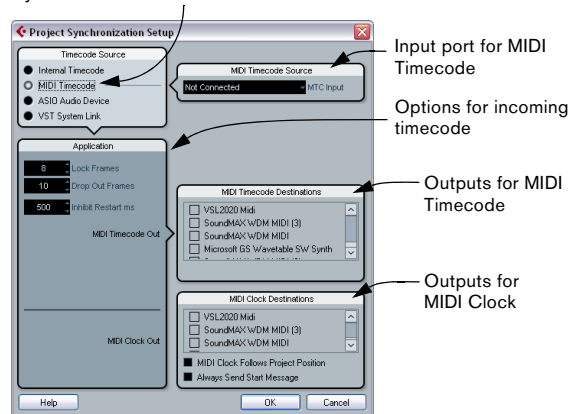 Project Synchronization Setup
Timecode Source
Internal Timecode
MIDI Timecode
ASIO Audio Device
VST System Link
MIDI Timecode Source
Not Connected
MTC Input
Input port for MIDI
Timecode
Options for incoming
timecode
Application
8 Lock Frames
10 Drop Out Frames
500 Inhibit Restart ms
MIDI Timecode Out
MIDI Timecode Destinations
VSL2020 Midi
SoundMAX WDM MIDI (3)
SoundMAX WDM MIDI
Microsoft GS Wavetable SW Synth
Outputs for MIDI
Timecode
MIDI Clock Destinations
VSL2020 Midi
SoundMAX WDM MIDI (3)
SoundMAX WDM MIDI
Outputs for
MIDI Clock
MIDI Clock Out
MIDI Clock Follows Project Position
Always Send Start Message
Help
OK
Cancel